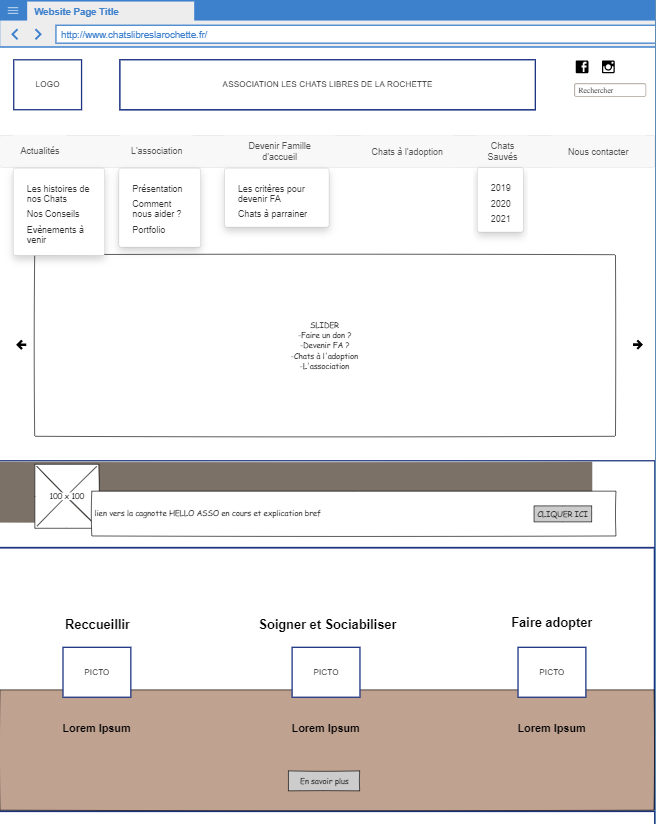 Website Page Title
http://www.chatslibreslarochette.fr/
LOGO
ASSOCIATION LES CHATS LIBRES DE LA ROCHETTE
Rechercher
Actualités
L'association
Devenir Famille
d'accueil
Chats à l'adoption
Chats
Sauvés
Nous contacter
Les histoires de
nos Chats
Nos Conseils
Evénements à
venir
Présentation
Comment
nous aider ?
Portfolio
Les critères pour
devenir FA
Chats à parrainer
2019
2020
2021
SLIDER
-Faire un don ?
-Devenir FA ?
-Chats à l'adoption
-L'association
100 x 100
lien vers la cagnotte HELLO ASSO en cours et explication bref
CLIQUER ICI
Reccueillir
Soigner et Sociabiliser
Faire adopter
PICTO
PICTO
PICTO
Lorem Ipsum
Lorem Ipsum
Lorem Ipsum
En savoir plus